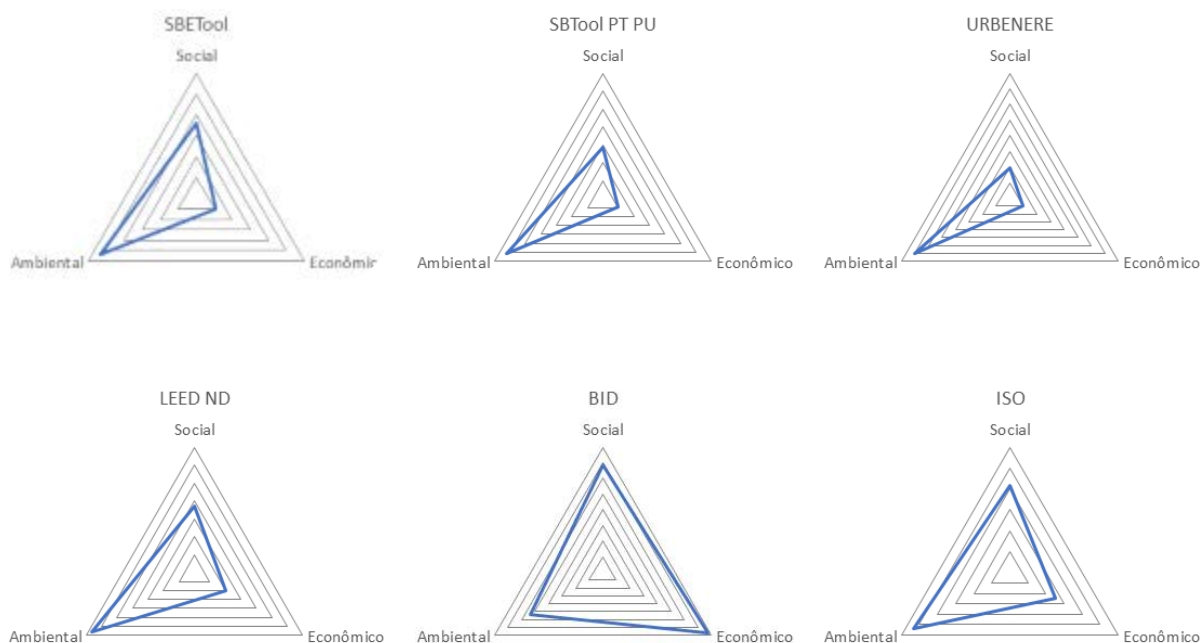 SBETool
Social
Ambiental
Econômir
SBTool PT PU
Social
Ambiental
Econômico
URBENERE
Social
Ambiental
Econômico
LEED ND
Social
Ambiental
Econômico
BID
Social
Ambiental
Econômico
ISO
Social
Ambiental
Econômico